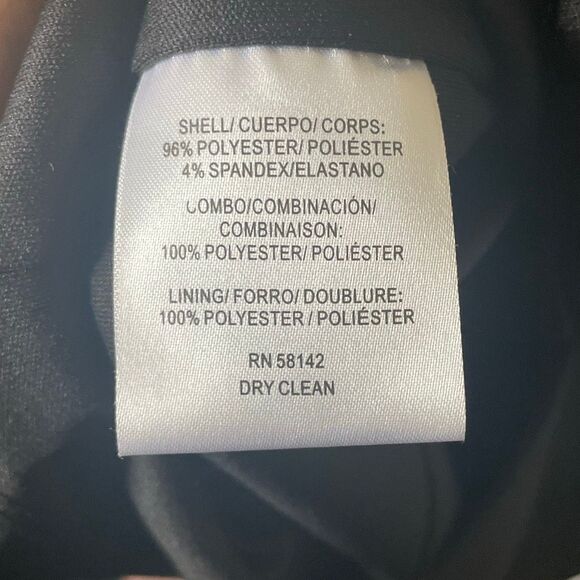 SHELL/ CUERPO/ CORPS:
96% POLYESTER/ POLIÉSTER
4% SPANDEX/ELASTANO
COMBO/COMBINACIÓN/
COMBINAISON:
100% POLYESTER/ POLIÉSTER
LINING/ FORRO/ DOUBLURE:
100% POLYESTER / POLIÉSTER
RN 58142
DRY CLEAN